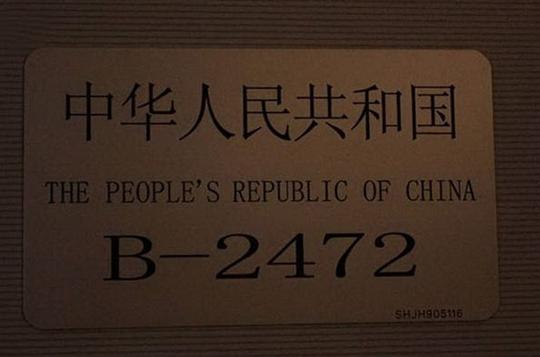 中华人民共和国
THE PEOPLE'S REPUBLIC OF CHINA
B-2472
SHJH905116